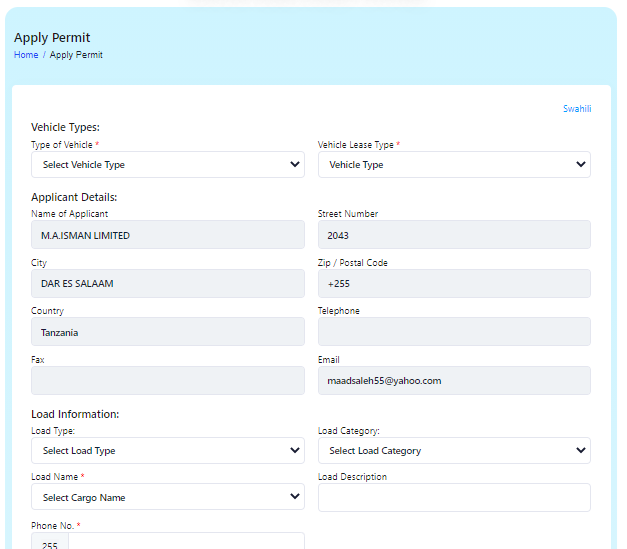 Apply Permit
Home / Apply Permit
Swahili
Vehicle Types:
Type of Vehicle * Vehicle Lease Type *
Select Vehicle Type Vehicle Type
Applicant Details:
Name of Applicant Street Number
M.A.ISMAN LIMITED 2043
City Zip / Postal Code
DAR ES SALAAM +255
Country Telephone
Tanzania
Fax Email
maadsaleh55@yahoo.com
Load Information:
Load Type: Load Category:
Select Load Type Select Load Category
Load Name * Load Description
Select Cargo Name
Phone No. *
255